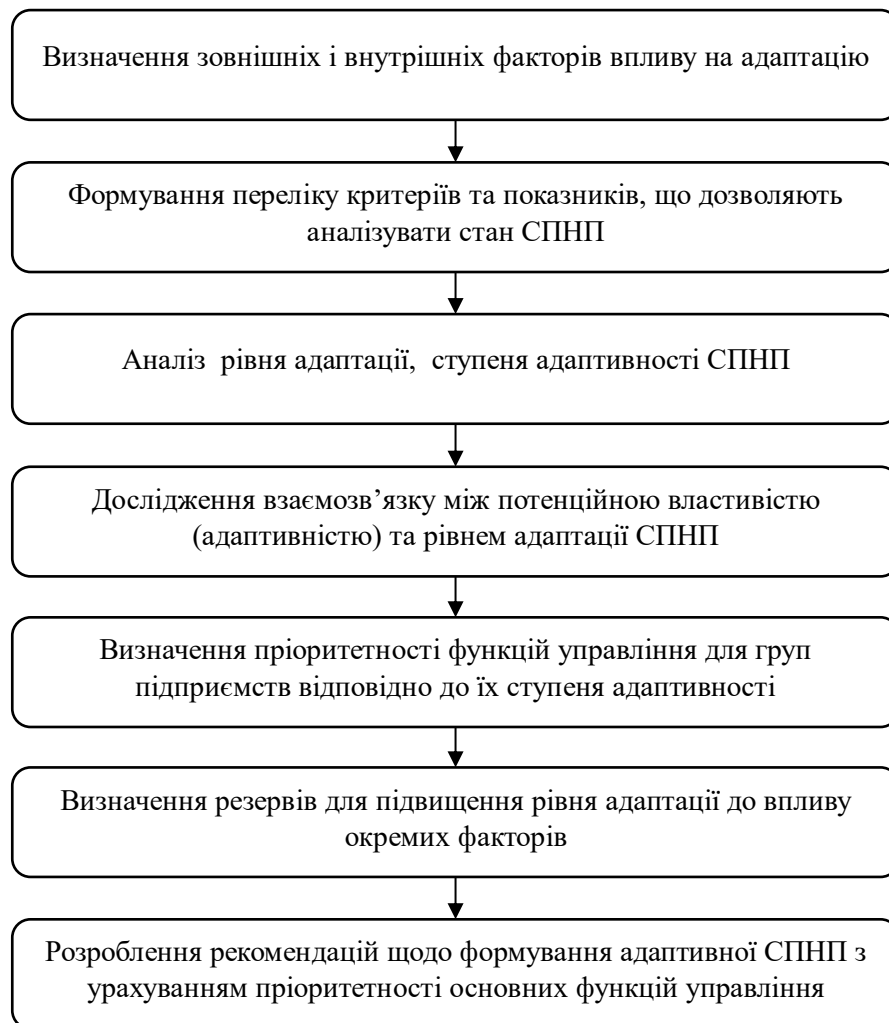 Визначення зовнішніх і внутрішніх факторів впливу на адаптацію
Формування переліку критеріїв та показників, що дозволяють
аналізувати стан СПНП
Аналіз рівня адаптації, ступеня адаптивності СПНП
Дослідження взаємозв’язку між потенційною властивістю
(адаптивністю) та рівнем адаптації СПНП
Визначення пріоритетності функцій управління для груп
підприємств відповідно до їх ступеня адаптивності
Визначення резервів для підвищення рівня адаптації до впливу
окремих факторів
Розроблення рекомендацій щодо формування адаптивної СПНП з
урахуванням пріоритетності основних функцій управління